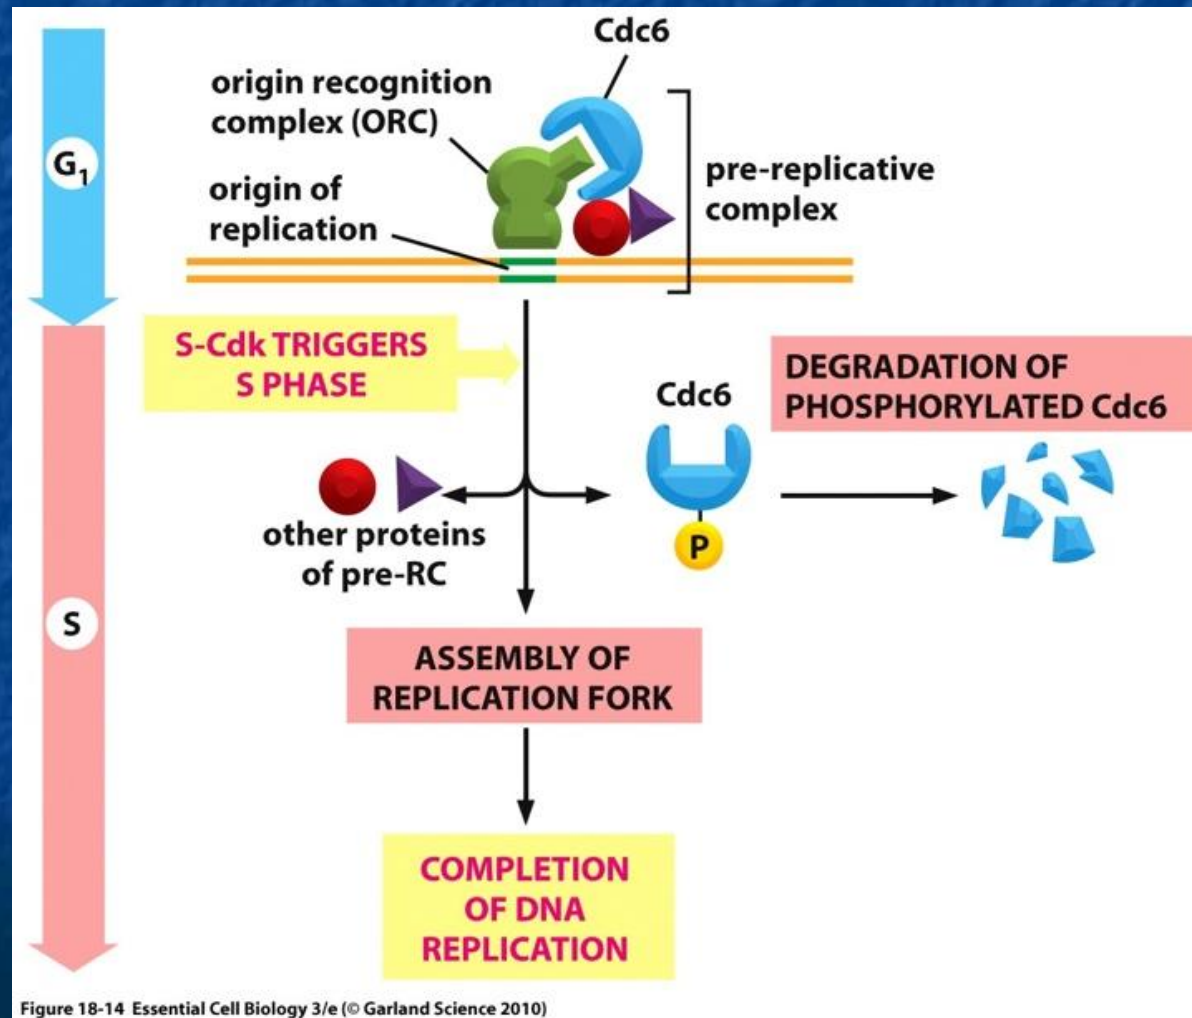 Cdc6
origin recognition
complex (ORC)
G1
origin of
replication
pre-replicative
complex
S-Cdk TRIGGERS
S PHASE
Cdc6
DEGRADATION OF
PHOSPHORYLATED Cdc6
other proteins
of pre-RC
P
S
ASSEMBLY OF
REPLICATION FORK
COMPLETION
OF DNA
REPLICATION
Figure 18-14 Essential Cell Biology 3/e (© Garland Science 2010)